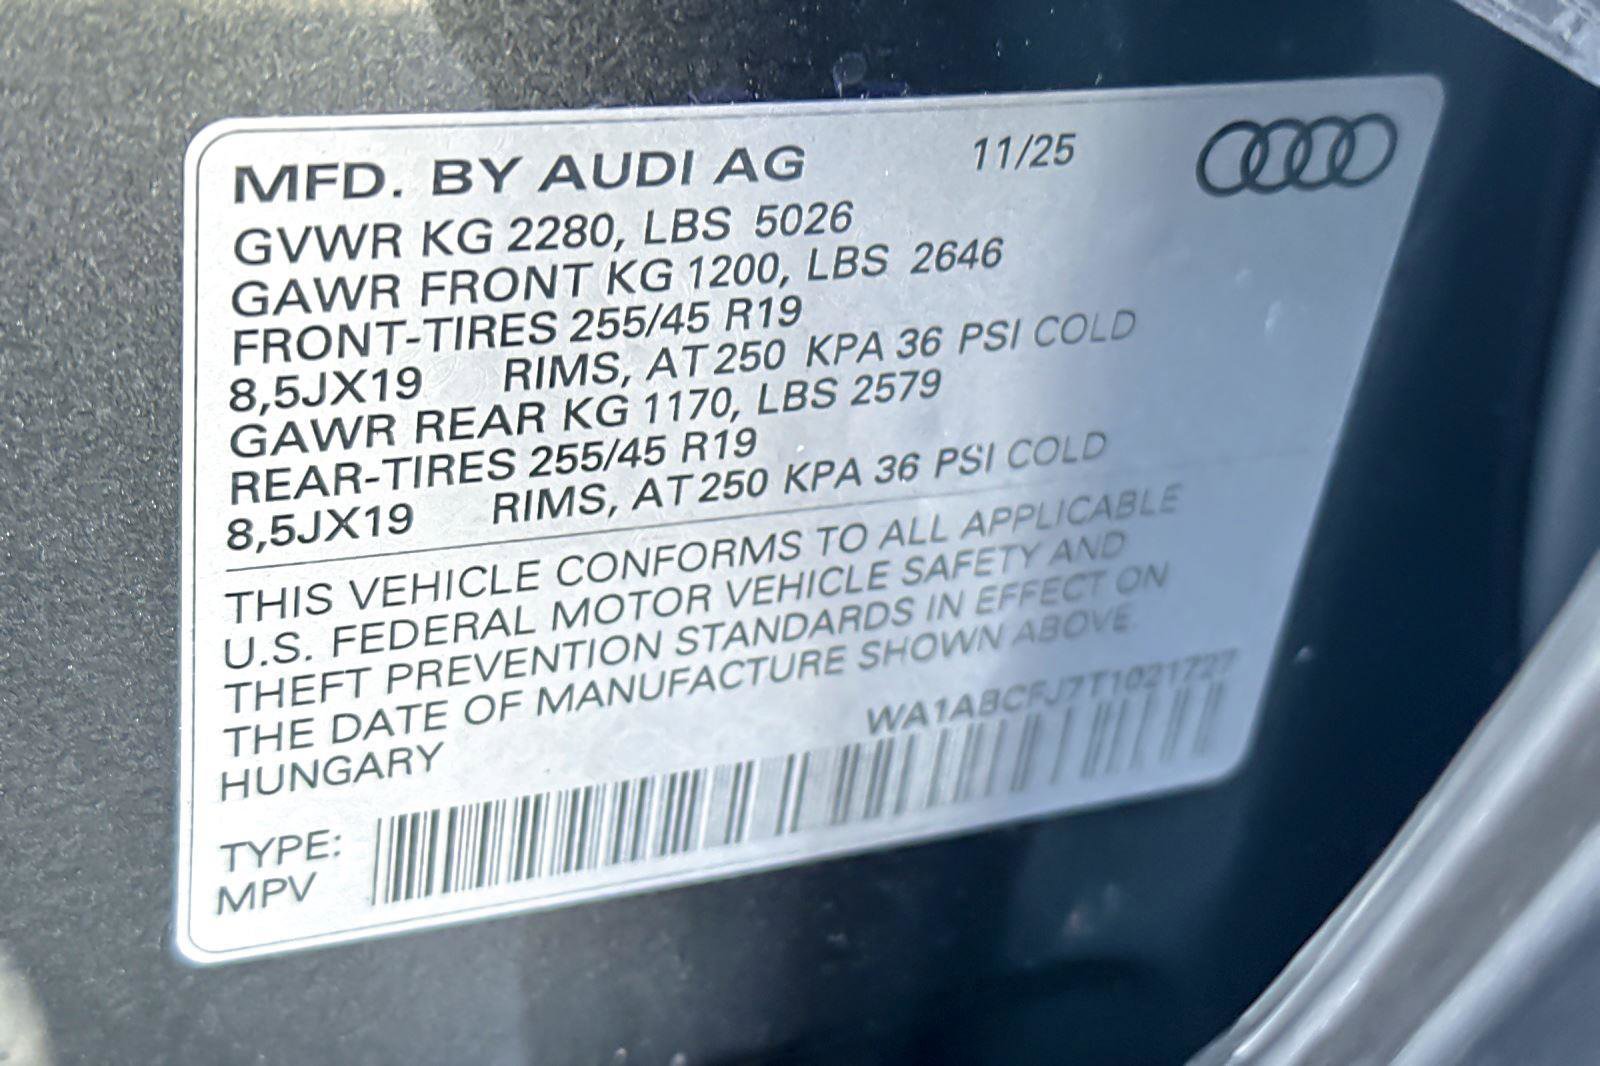 MFD. BY AUDI AG 11/25
GVWR KG 2280, LBS 5026
GAWR FRONT KG 1200, LBS 2646
FRONT-TIRES 255/45 R19
8,5JX19 RIMS, AT 250 KPA 36 PSI COLD
GAWR REAR KG 1170, LBS 2579
REAR-TIRES 255/45 R19
8,5JX19 RIMS, AT 250 KPA 36 PSI COLD
THIS VEHICLE CONFORMS TO ALL APPLICABLE
U.S. FEDERAL MOTOR VEHICLE SAFETY AND
THEFT PREVENTION STANDARDS IN EFFECT ON
THE DATE OF MANUFACTURE SHOWN ABOVE.
HUNGARY
WA1ABCFJ7T1021727
TYPE:
MPV